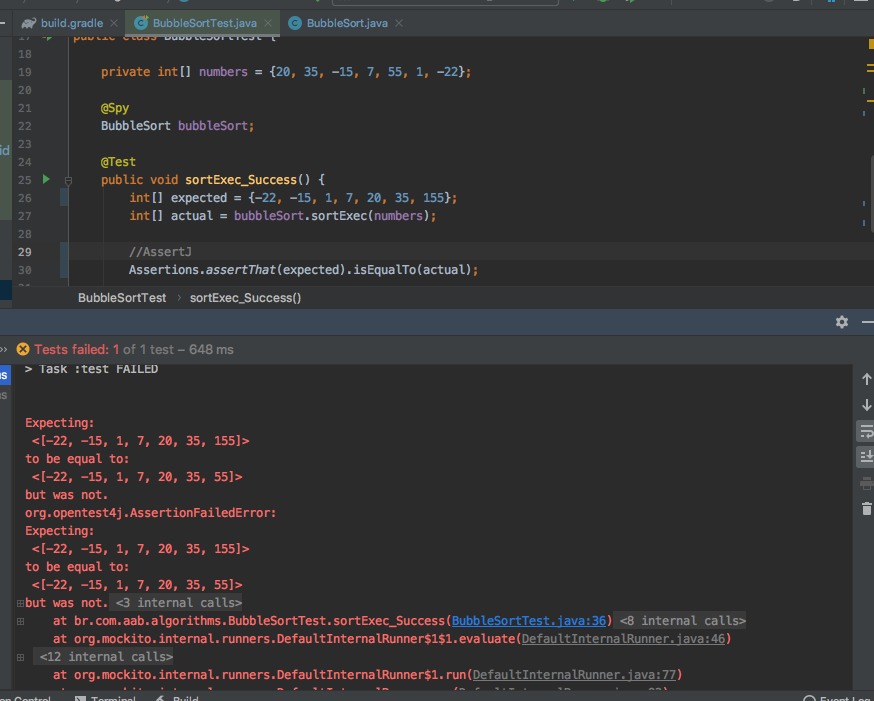 build.gradle BubbleSortTest.java BubbleSort.java
17 public class BubbleSortTest {
18
19 private int[] numbers = {20, 35, -15, 7, 55, 1, -22};
20
21 @Spy
22 BubbleSort bubbleSort;
23
24 @Test
25 public void sortExec_Success() {
26 int[] expected = {-22, -15, 1, 7, 20, 35, 155};
27 int[] actual = bubbleSort.sortExec(numbers);
28
29 //AssertJ
30 Assertions.assertThat(expected).isEqualTo(actual);
BubbleSortTest › sortExec_Success()
Tests failed: 1 of 1 test – 648 ms
> Task :test FAILED
Expecting:
<[-22, -15, 1, 7, 20, 35, 155]>
to be equal to:
<[-22, -15, 1, 7, 20, 35, 55]>
but was not.
org.opentest4j.AssertionFailedError:
Expecting:
<[-22, -15, 1, 7, 20, 35, 155]>
to be equal to:
<[-22, -15, 1, 7, 20, 35, 55]>
but was not. <3 internal calls>
at br.com.aab.algorithms.BubbleSortTest.sortExec_Success(BubbleSortTest.java:36) <8 internal calls>
at org.mockito.internal.runners.DefaultInternalRunner$1$1.evaluate(DefaultInternalRunner.java:46)
<12 internal calls>
at org.mockito.internal.runners.DefaultInternalRunner$1.run(DefaultInternalRunner.java:77)
Terminal Build Event Log